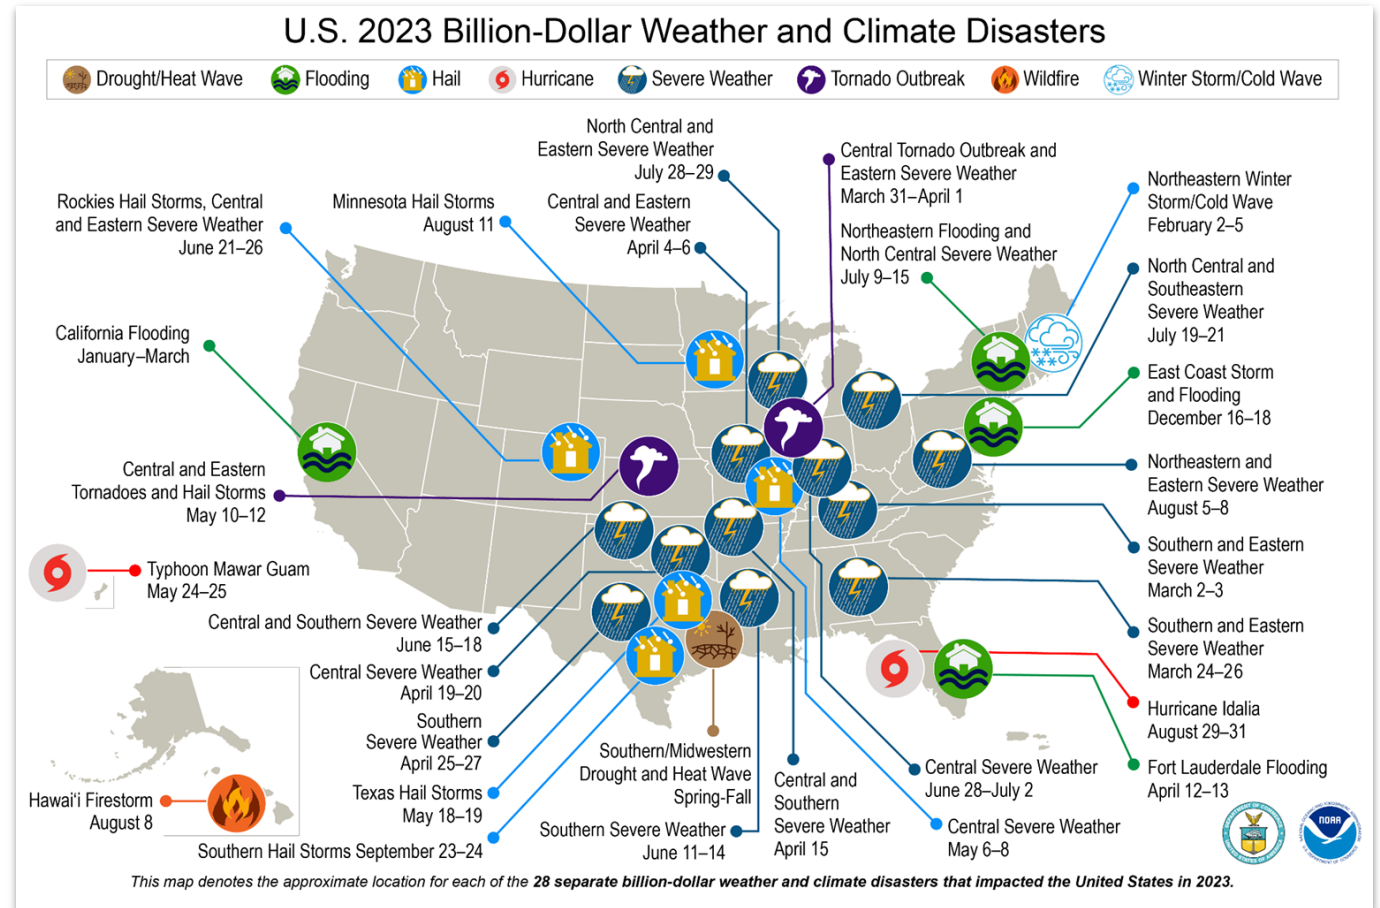 U.S. 2023 Billion-Dollar Weather and Climate Disasters
Drought/Heat Wave
Flooding
Hail
Hurricane
Severe Weather
Tornado Outbreak
Wildfire
Winter Storm/Cold Wave
North Central and
Eastern Severe Weather
July 28–29
Central Tornado Outbreak and
Eastern Severe Weather
March 31–April 1
Northeastern Winter
Storm/Cold Wave
February 2–5
Rockies Hail Storms, Central
and Eastern Severe Weather
June 21–26
Minnesota Hail Storms
August 11
Central and Eastern
Severe Weather
April 4–6
Northeastern Flooding and
North Central Severe Weather
July 9–15
North Central and
Southeastern
Severe Weather
July 19–21
California Flooding
January–March
East Coast Storm
and Flooding
December 16–18
Central and Eastern
Tornadoes and Hail Storms
May 10–12
Northeastern and
Eastern Severe Weather
August 5–8
Southern and Eastern
Severe Weather
March 2–3
Typhoon Mawar Guam
May 24–25
Central and Southern Severe Weather
June 15–18
Southern and Eastern
Severe Weather
March 24–26
Central Severe Weather
April 19–20
Southern
Severe Weather
April 25–27
Hurricane Idalia
August 29–31
Texas Hail Storms
May 18–19
Southern/Midwestern
Drought and Heat Wave
Spring-Fall
Central and
Southern
Severe Weather
April 15
Central Severe Weather
June 28–July 2
Fort Lauderdale Flooding
April 12–13
Hawai‘i Firestorm
August 8
Southern Hail Storms September 23–24
Southern Severe Weather
June 11–14
Central Severe Weather
May 6–8
NOAA
This map denotes the approximate location for each of the 28 separate billion-dollar weather and climate disasters that impacted the United States in 2023.